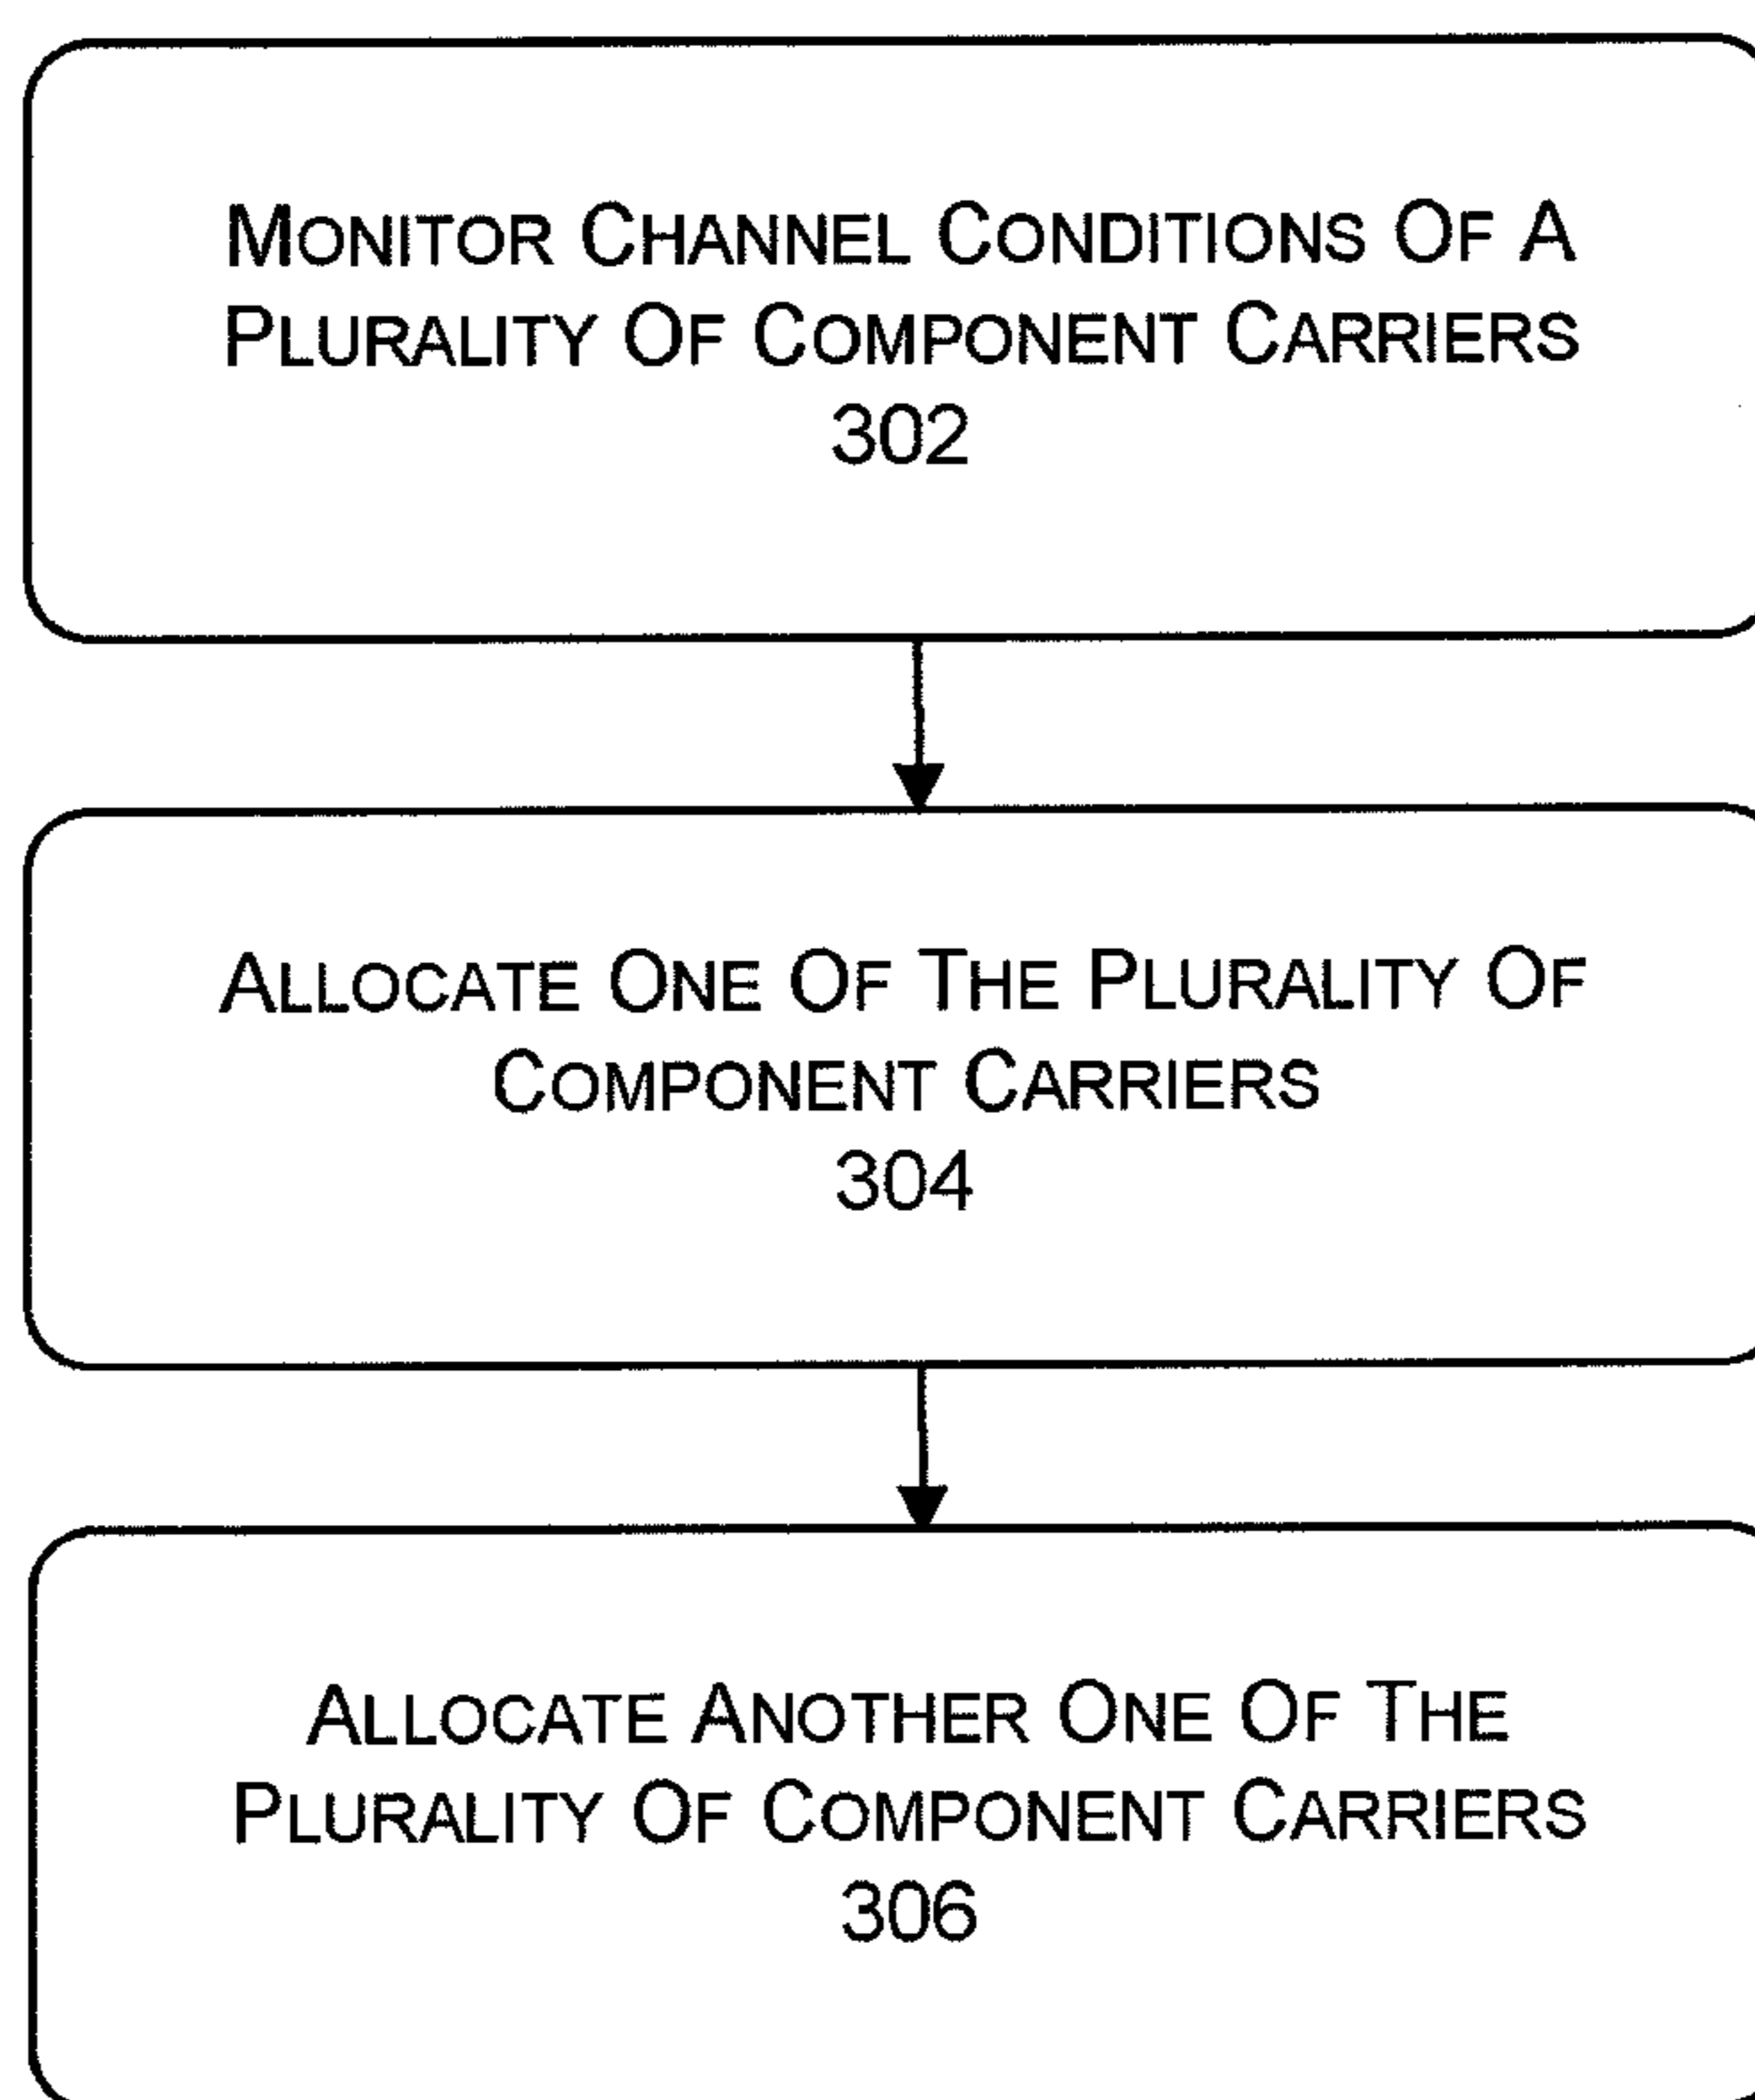 MONITOR CHANNEL CONDITIONS OF A
PLURALITY OF COMPONENT CARRIERS
302
ALLOCATE ONE OF THE PLURALITY OF
COMPONENT CARRIERS
304
ALLOCATE ANOTHER ONE OF THE
PLURALITY OF COMPONENT CARRIERS
306